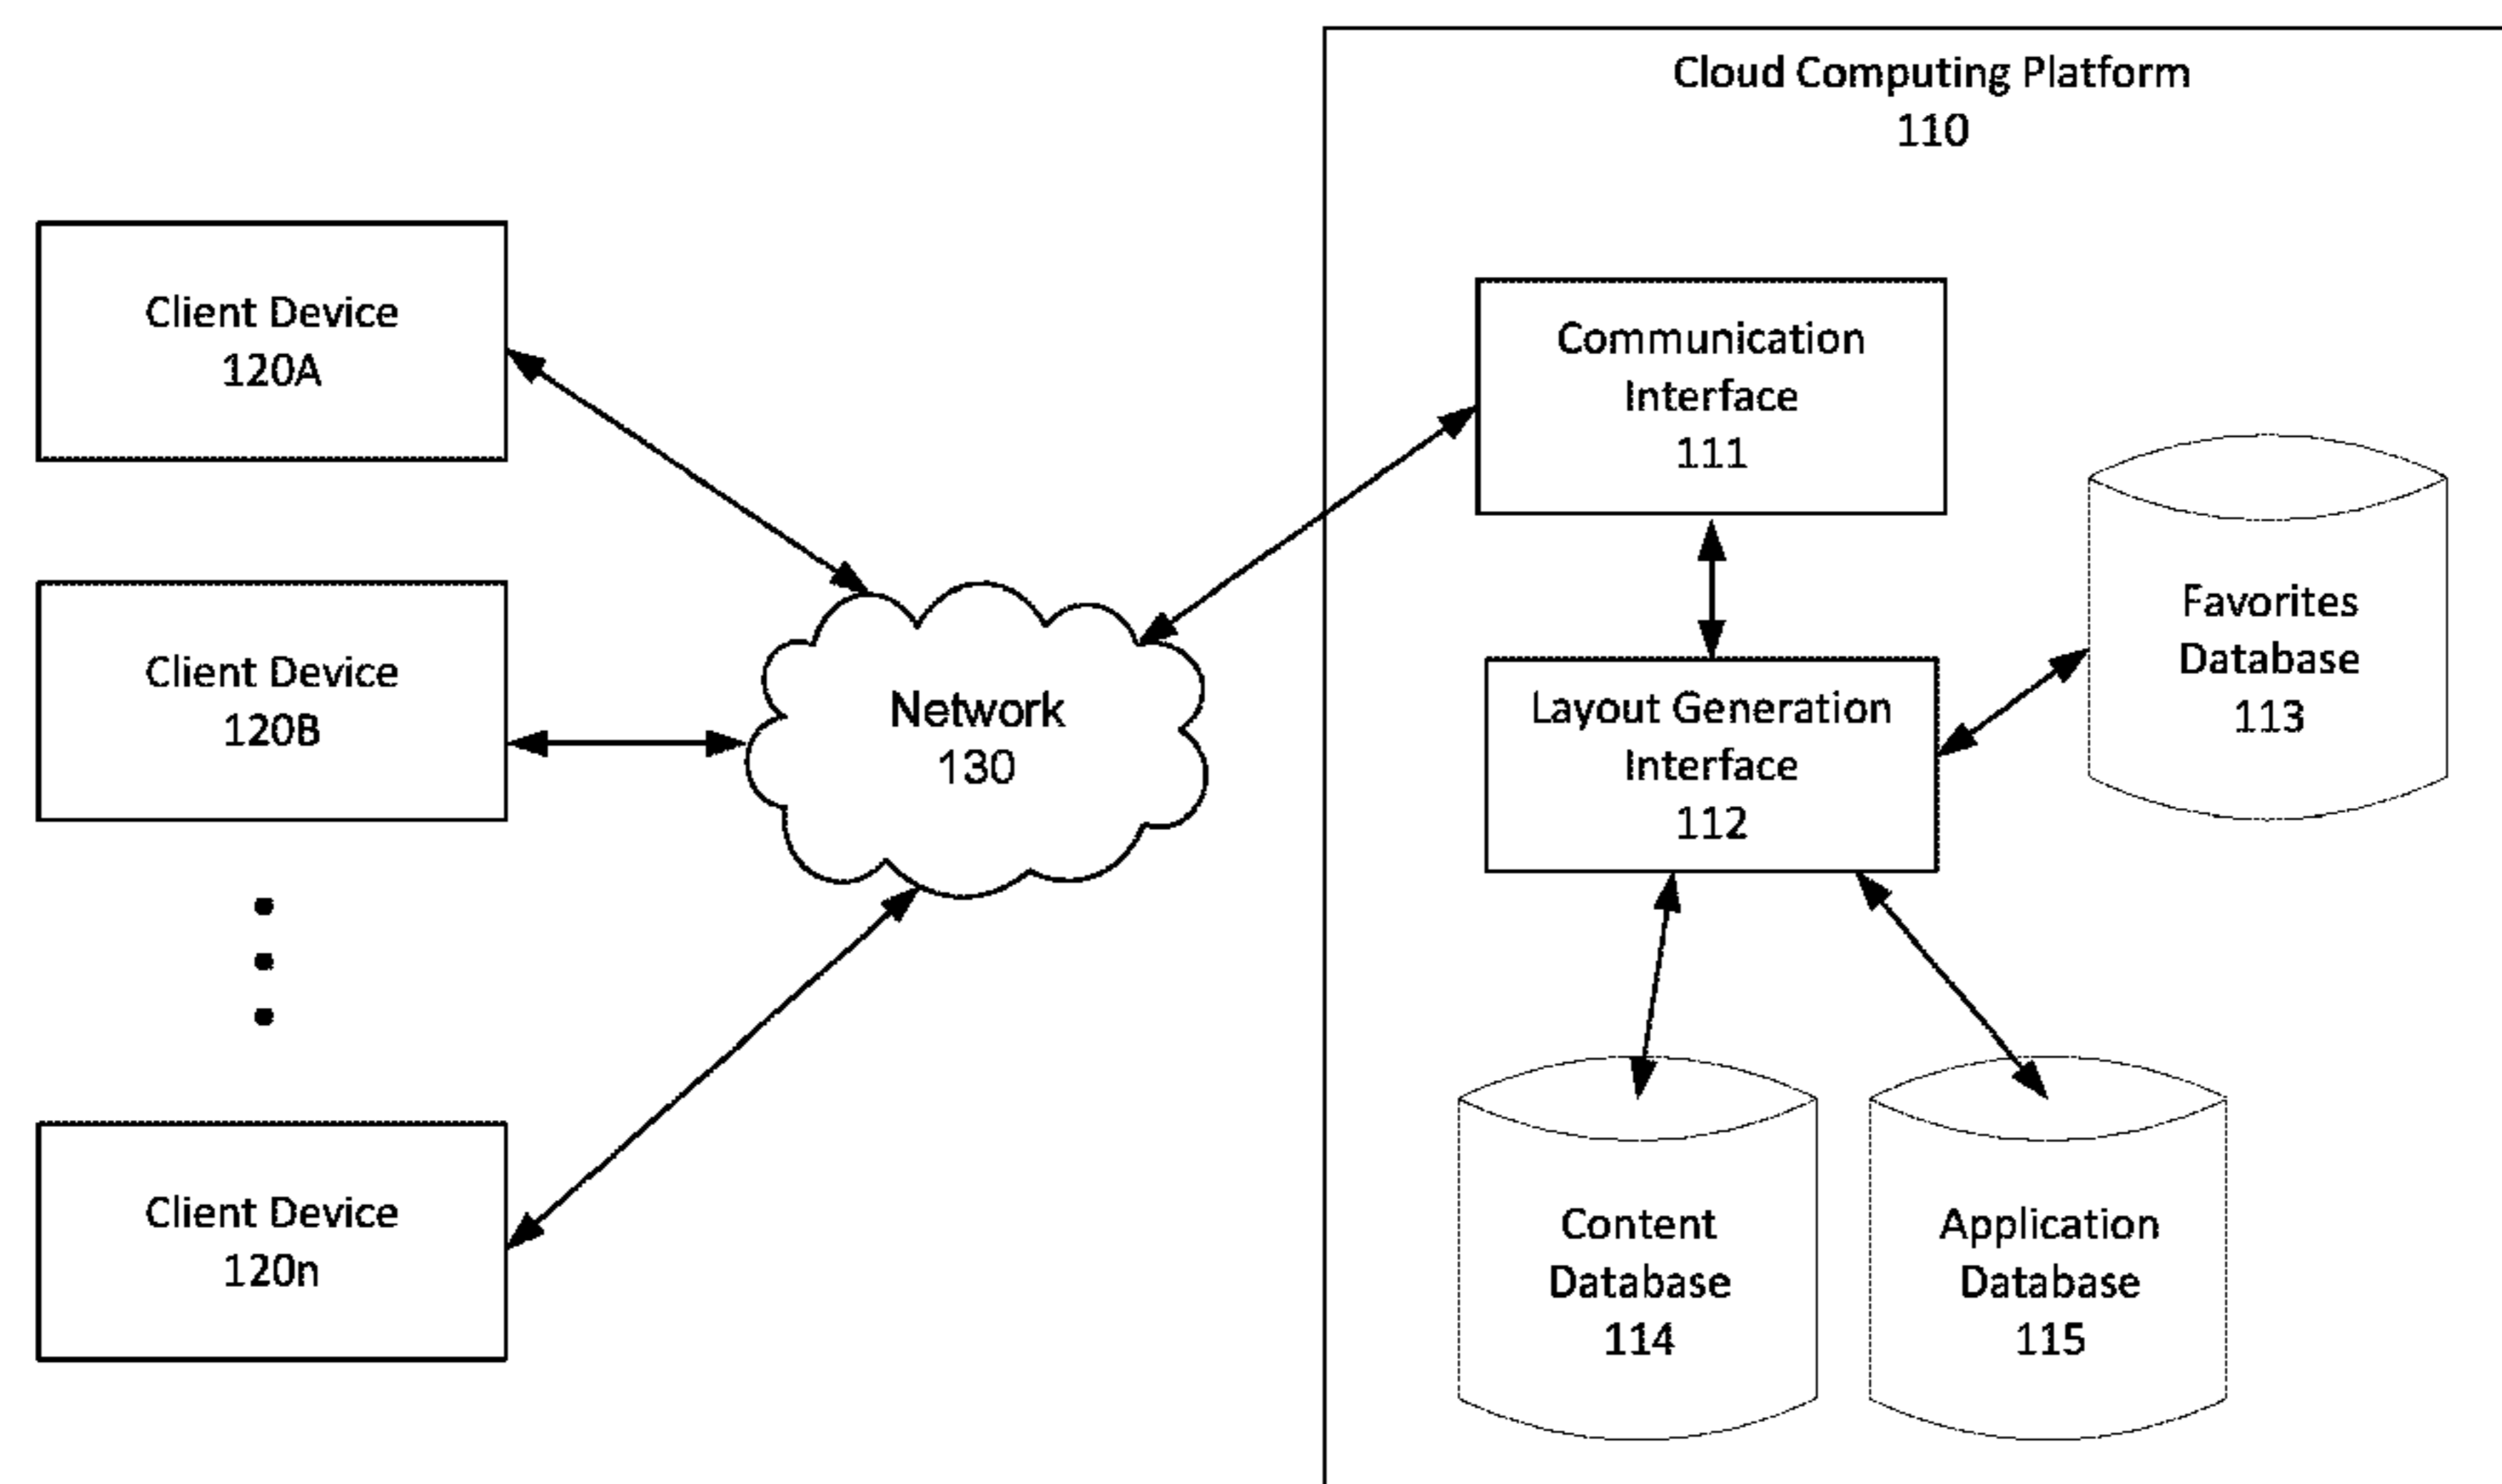 Cloud Computing Platform
110
Client Device
120A
Client Device
120B
Client Device
120n
Network
130
Communication
Interface
111
Layout Generation
Interface
112
Favorites
Database
113
Content
Database
114
Application
Database
115